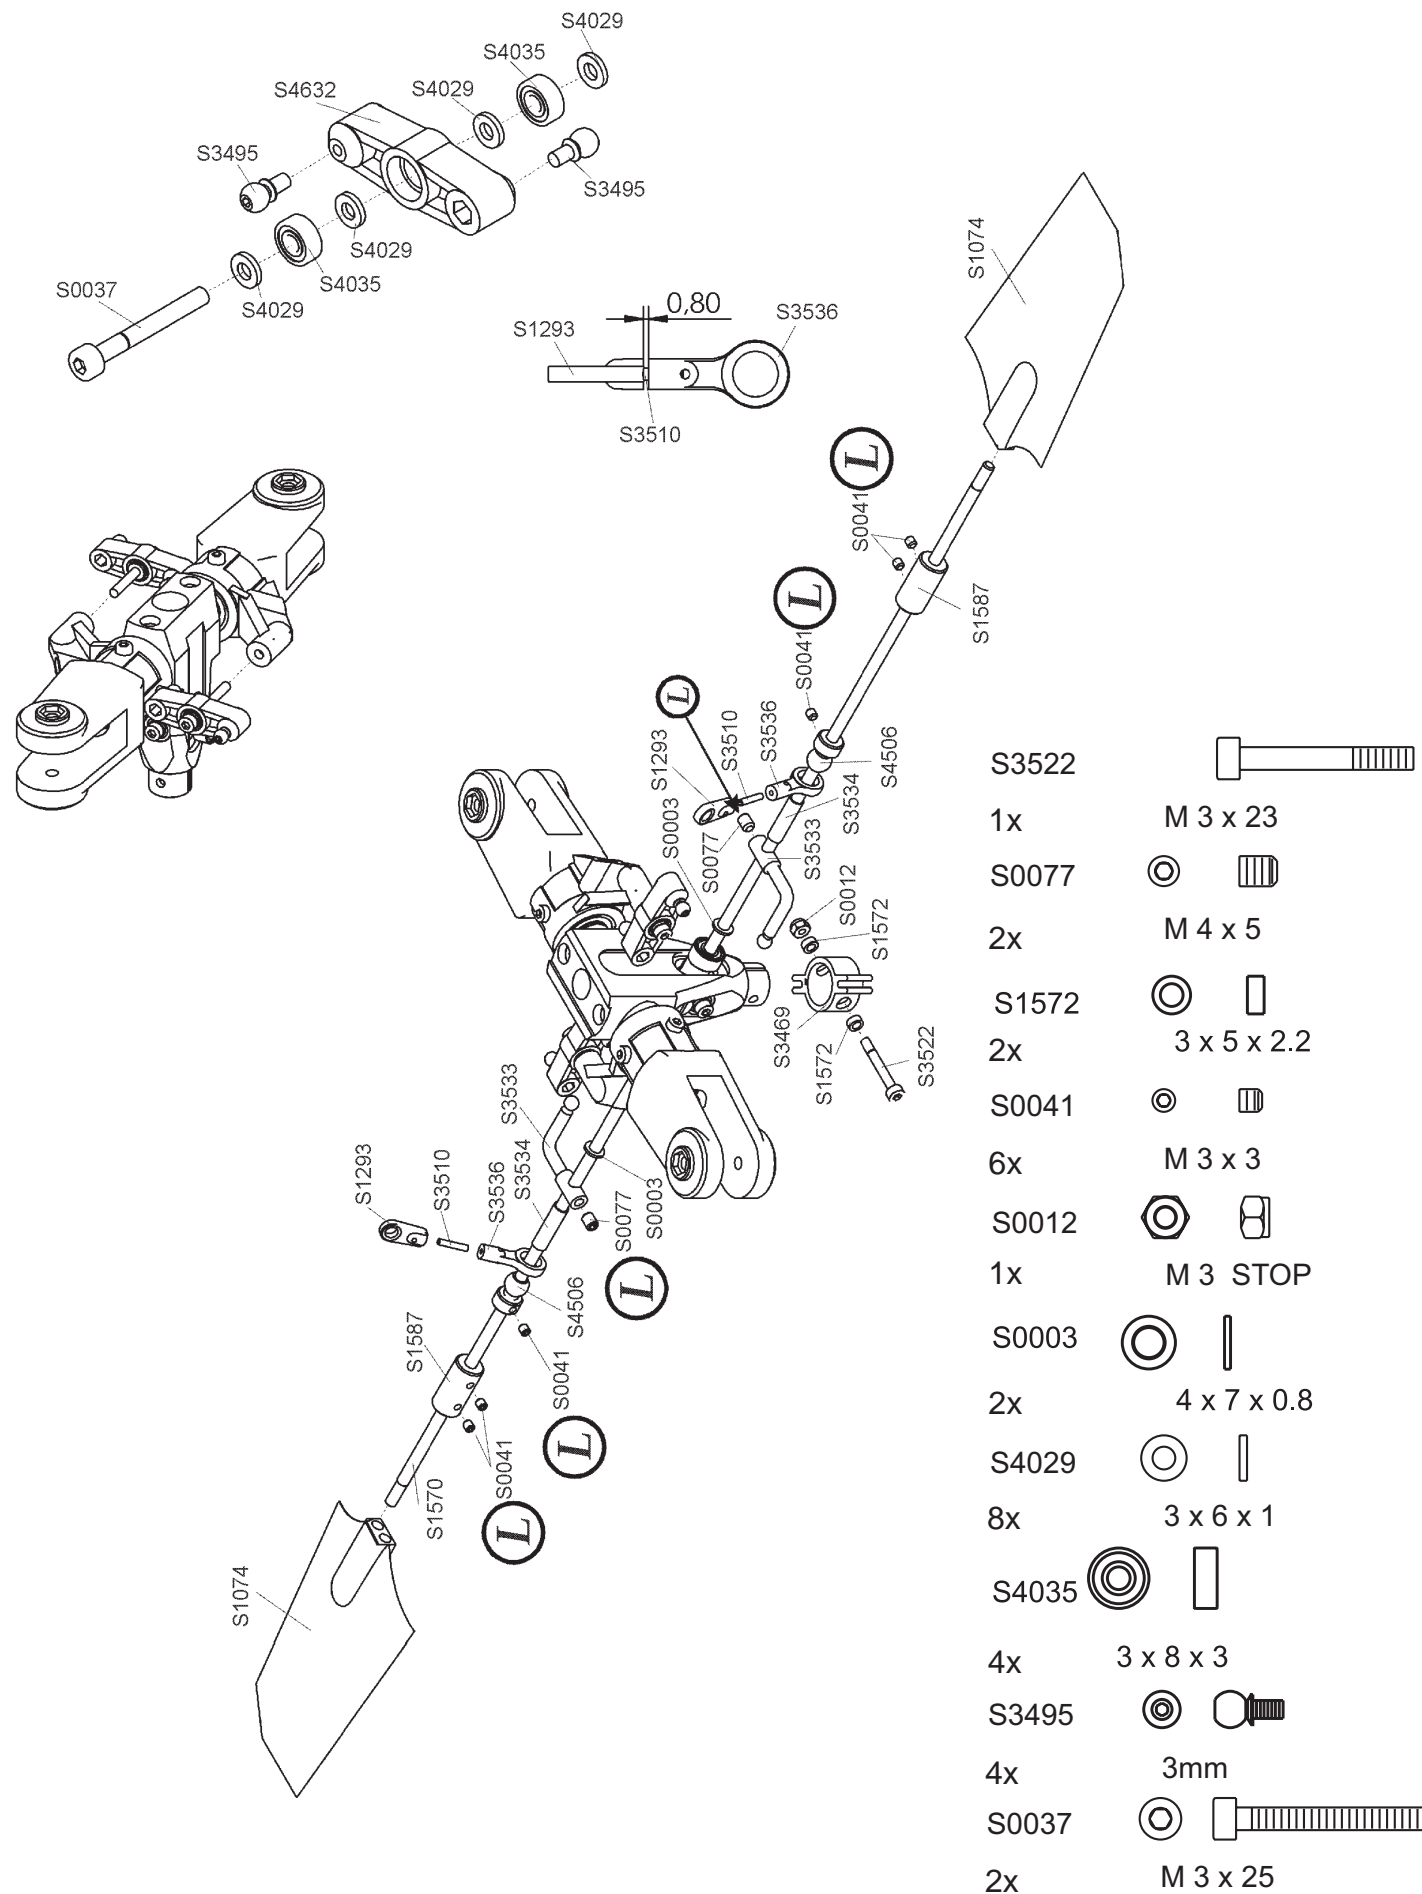 S4029
S4035
S4029
S4632
S3495
S3495
S4029
S4035
S4029
S0037
0,80
S3536
S1293
S3510
S1074
L
S0041
L
S0041
S1587
L
S3536
S3510
S1293
S0003
S0077
S4506
S3534
S3533
S0012
S1572
S3469
S1572
S3522
S3533
S3534
S3536
S3510
S1293
S0003
S0077
L
S4506
S1587
S0041
L
S0041
L
S1570
S1074
S3522
1x M 3 x 23
S0077
2x M 4 x 5
S1572
2x 3 x 5 x 2.2
S0041
6x M 3 x 3
S0012
1x M 3 STOP
S0003
2x 4 x 7 x 0.8
S4029
8x 3 x 6 x 1
S4035
4x 3 x 8 x 3
S3495
4x 3mm
S0037
2x M 3 x 25